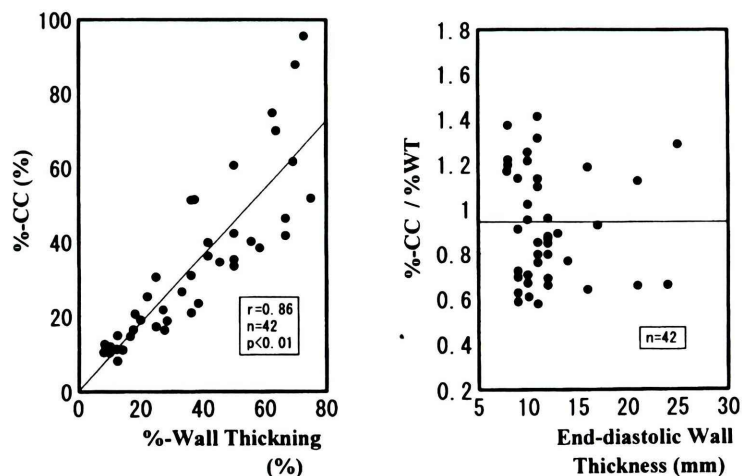 100
80
60
40
20
0
%-CC (%)
r=0.86
n=42
p<0.01
0 20 40 60 80
%-Wall Thickning
(%)
1.8
1.6
1.4
1.2
1
0.8
0.6
0.4
0.2
%-CC / %WT
n=42
5 10 15 20 25 30
End-diastolic Wall
Thickness (mm)